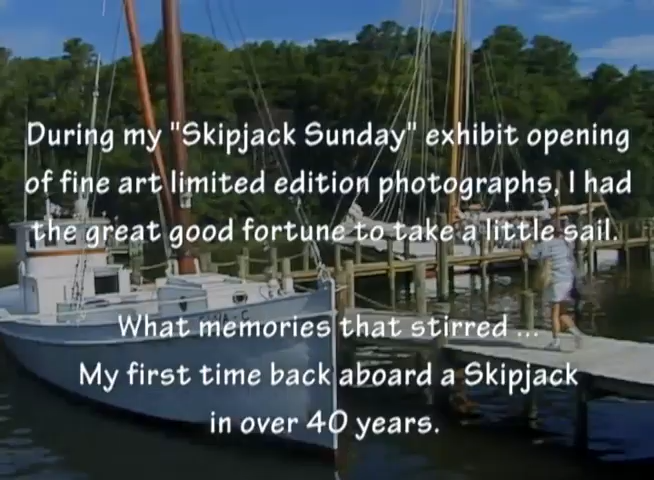 During my "Skipjack Sunday" exhibit opening
of fine art limited edition photographs, I had
the great good fortune to take a little sail.
What memories that stirred ...
My first time back aboard a Skipjack
in over 40 years.